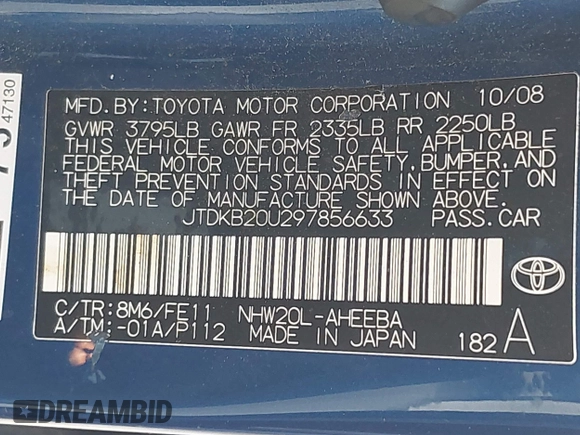 47130
MFD.BY:TOYOTA MOTOR CORPORATION 10/08
GVWR 3795LB GAWR FR 2335LB RR 2250LB
THIS VEHICLE CONFORMS TO ALL APPLICABLE
FEDERAL MOTOR VEHICLE SAFETY,BUMPER,AND
THEFT PREVENTION STANDARDS IN EFFECT ON
THE DATE OF MANUFACTURE SHOWN ABOVE.
JTDKB20U297856633 PASS.CAR
C/TR:8M6/FE11 NHW20L-AHEEBA
A/TM:-01A/P112 MADE IN JAPAN 182 A
DREAMBID